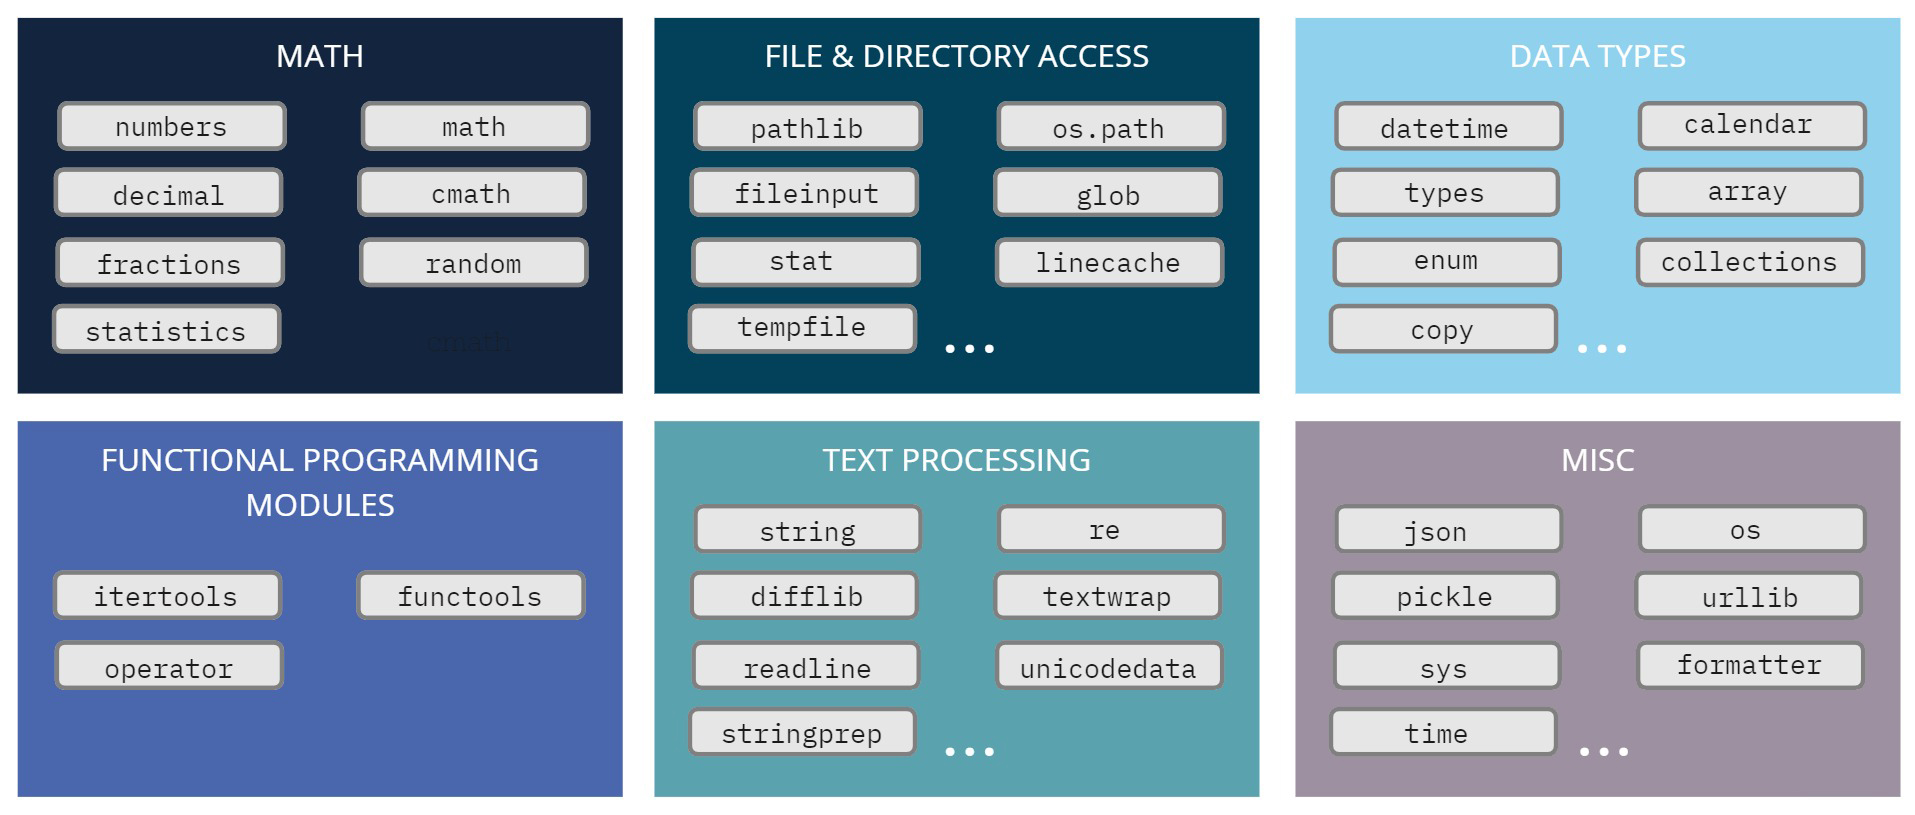 MATH
numbers
math
decimal
cmath
fractions
random
statistics
cmath
FILE & DIRECTORY ACCESS
pathlib
os.path
fileinput
glob
stat
linecache
tempfile
...
DATA TYPES
datetime
calendar
types
array
enum
collections
copy
...
FUNCTIONAL PROGRAMMING
MODULES
itertools
functools
operator
TEXT PROCESSING
string
re
difflib
textwrap
readline
unicodedata
stringprep
...
MISC
json
os
pickle
urllib
sys
formatter
time
...